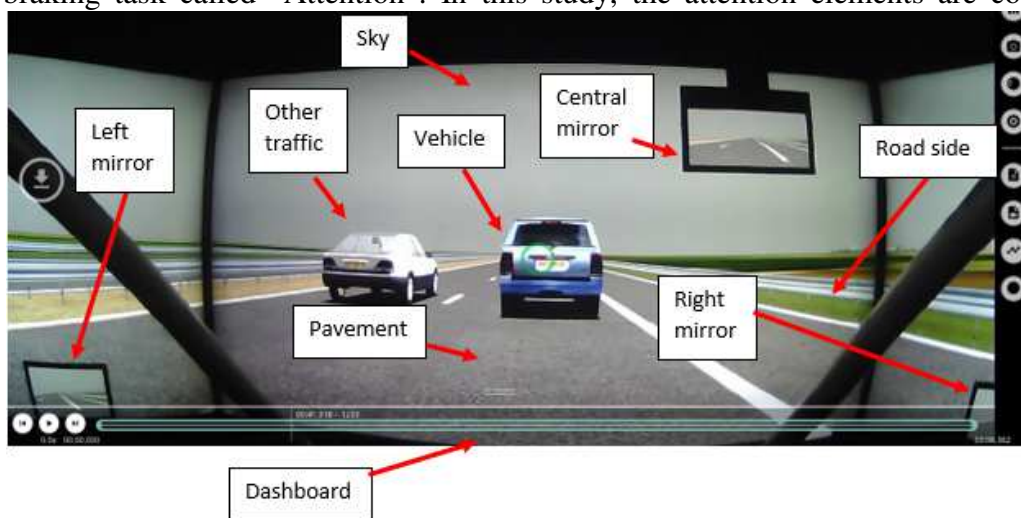 braking task called "Attention". In this study, the attention elements are co
Sky
Central
mirror
Other
traffic
Vehicle
Left
mirror
Road side
Right
mirror
Pavement
Dashboard